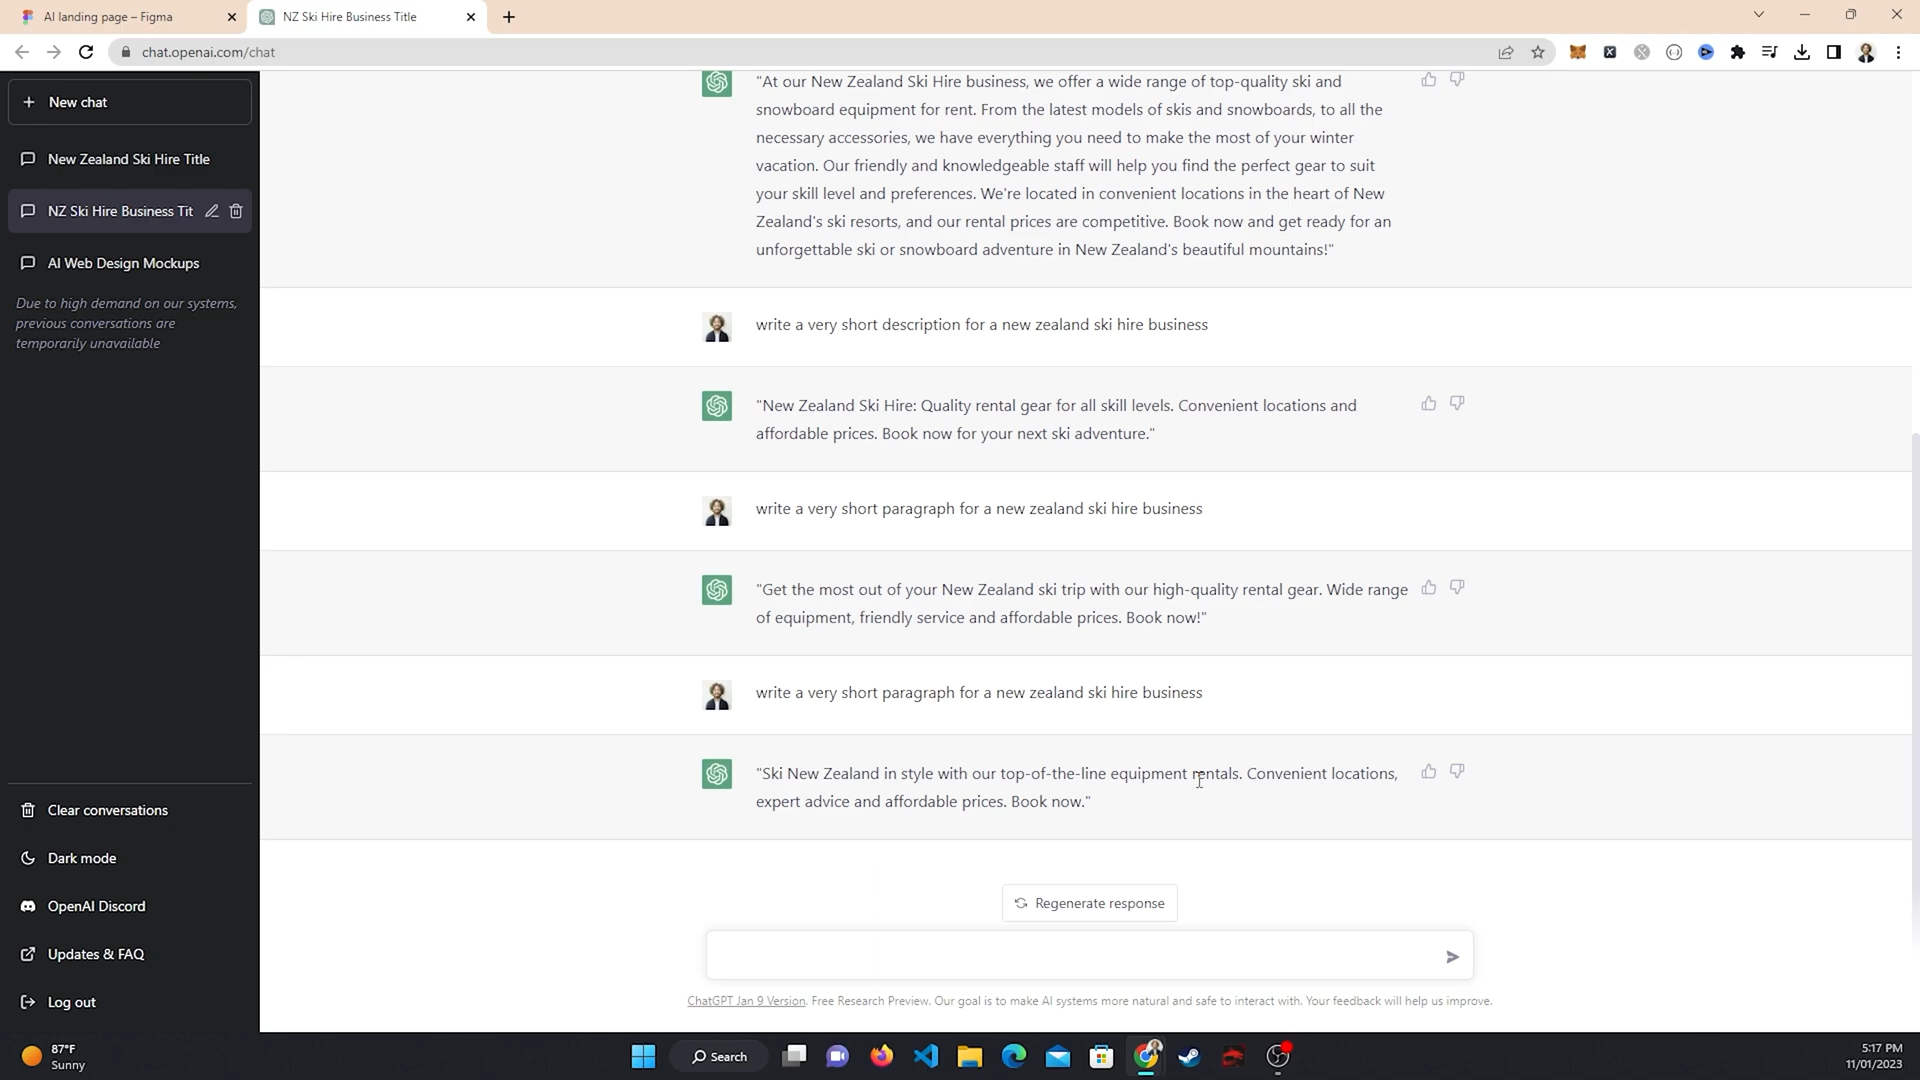 AI landing page – Figma
NZ Ski Hire Business Title
chat.openai.com/chat
New chat
New Zealand Ski Hire Title
NZ Ski Hire Business Tit
AI Web Design Mockups
Due to high demand on our systems,
previous conversations are
temporarily unavailable
"At our New Zealand Ski Hire business, we offer a wide range of top-quality ski and
snowboard equipment for rent. From the latest models of skis and snowboards, to all the
necessary accessories, we have everything you need to make the most of your winter
vacation. Our friendly and knowledgeable staff will help you find the perfect gear to suit
your skill level and preferences. We're located in convenient locations in the heart of New
Zealand's ski resorts, and our rental prices are competitive. Book now and get ready for an
unforgettable ski or snowboard adventure in New Zealand's beautiful mountains!"
write a very short description for a new zealand ski hire business
"New Zealand Ski Hire: Quality rental gear for all skill levels. Convenient locations and
affordable prices. Book now for your next ski adventure."
write a very short paragraph for a new zealand ski hire business
"Get the most out of your New Zealand ski trip with our high-quality rental gear. Wide range
of equipment, friendly service and affordable prices. Book now!"
write a very short paragraph for a new zealand ski hire business
"Ski New Zealand in style with our top-of-the-line equipment rentals. Convenient locations,
expert advice and affordable prices. Book now."
Clear conversations
Dark mode
OpenAI Discord
Updates & FAQ
Log out
Regenerate response
ChatGPT Jan 9 Version. Free Research Preview. Our goal is to make AI systems more natural and safe to interact with. Your feedback will help us improve.
87°F
Sunny
Search
5:17 PM
11/01/2023